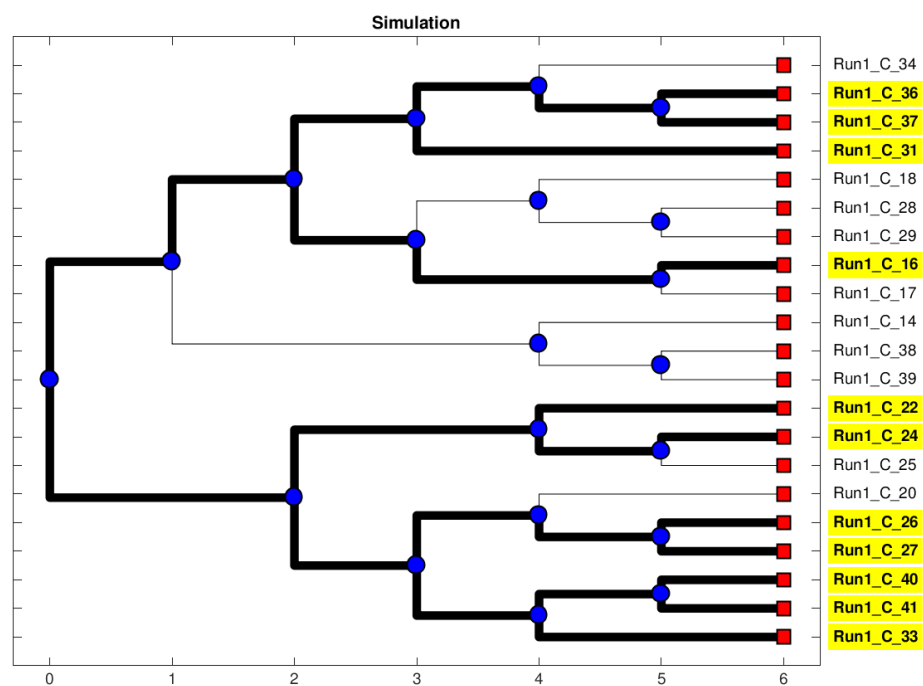 Simulation
Run1_C_34
Run1_C_36
Run1_C_37
Run1_C_31
Run1_C_18
Run1_C_28
Run1_C_29
Run1_C_16
Run1_C_17
Run1_C_14
Run1_C_38
Run1_C_39
Run1_C_22
Run1_C_24
Run1_C_25
Run1_C_20
Run1_C_26
Run1_C_27
Run1_C_40
Run1_C_41
Run1_C_33
0 1 2 3 4 5 6